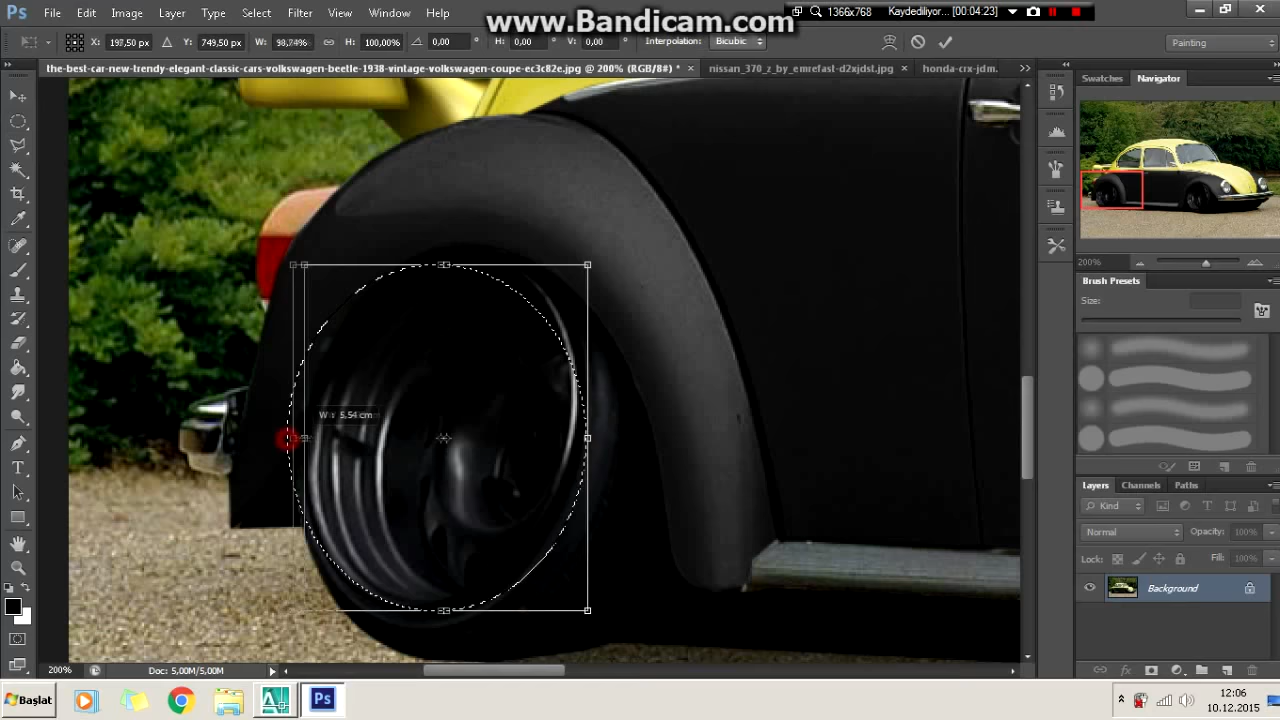 www.Bandicam.com
Ps File Edit Image Layer Type Select Filter View Window Help
1366x768 Kaydediliyor... [00:04:23]
X: 197,50 px Y: 749,50 px W: 98,74% H: 100,00% 0,00 ° H: 0,00 ° V: 0,00 ° Interpolation: Bicubic Painting
the-best-car-new-trendy-elegant-classic-cars-volkswagen-beetle-1938-vintage-volkswagen-coupe-ec3c82e.jpg @ 200% (RGB/8#) * × nissan_370_z_by_emrefast-d2xjdst.jpg × honda-crx-jdm.
Swatches Navigator
200%
Brush Presets
Size:
W: 5,54 cm
Layers Channels Paths
Kind
Normal Opacity: 100%
Lock: Fill: 100%
Background
200% Doc: 5,00M/5,00M
Başlat Ps
12:06
10.12.2015